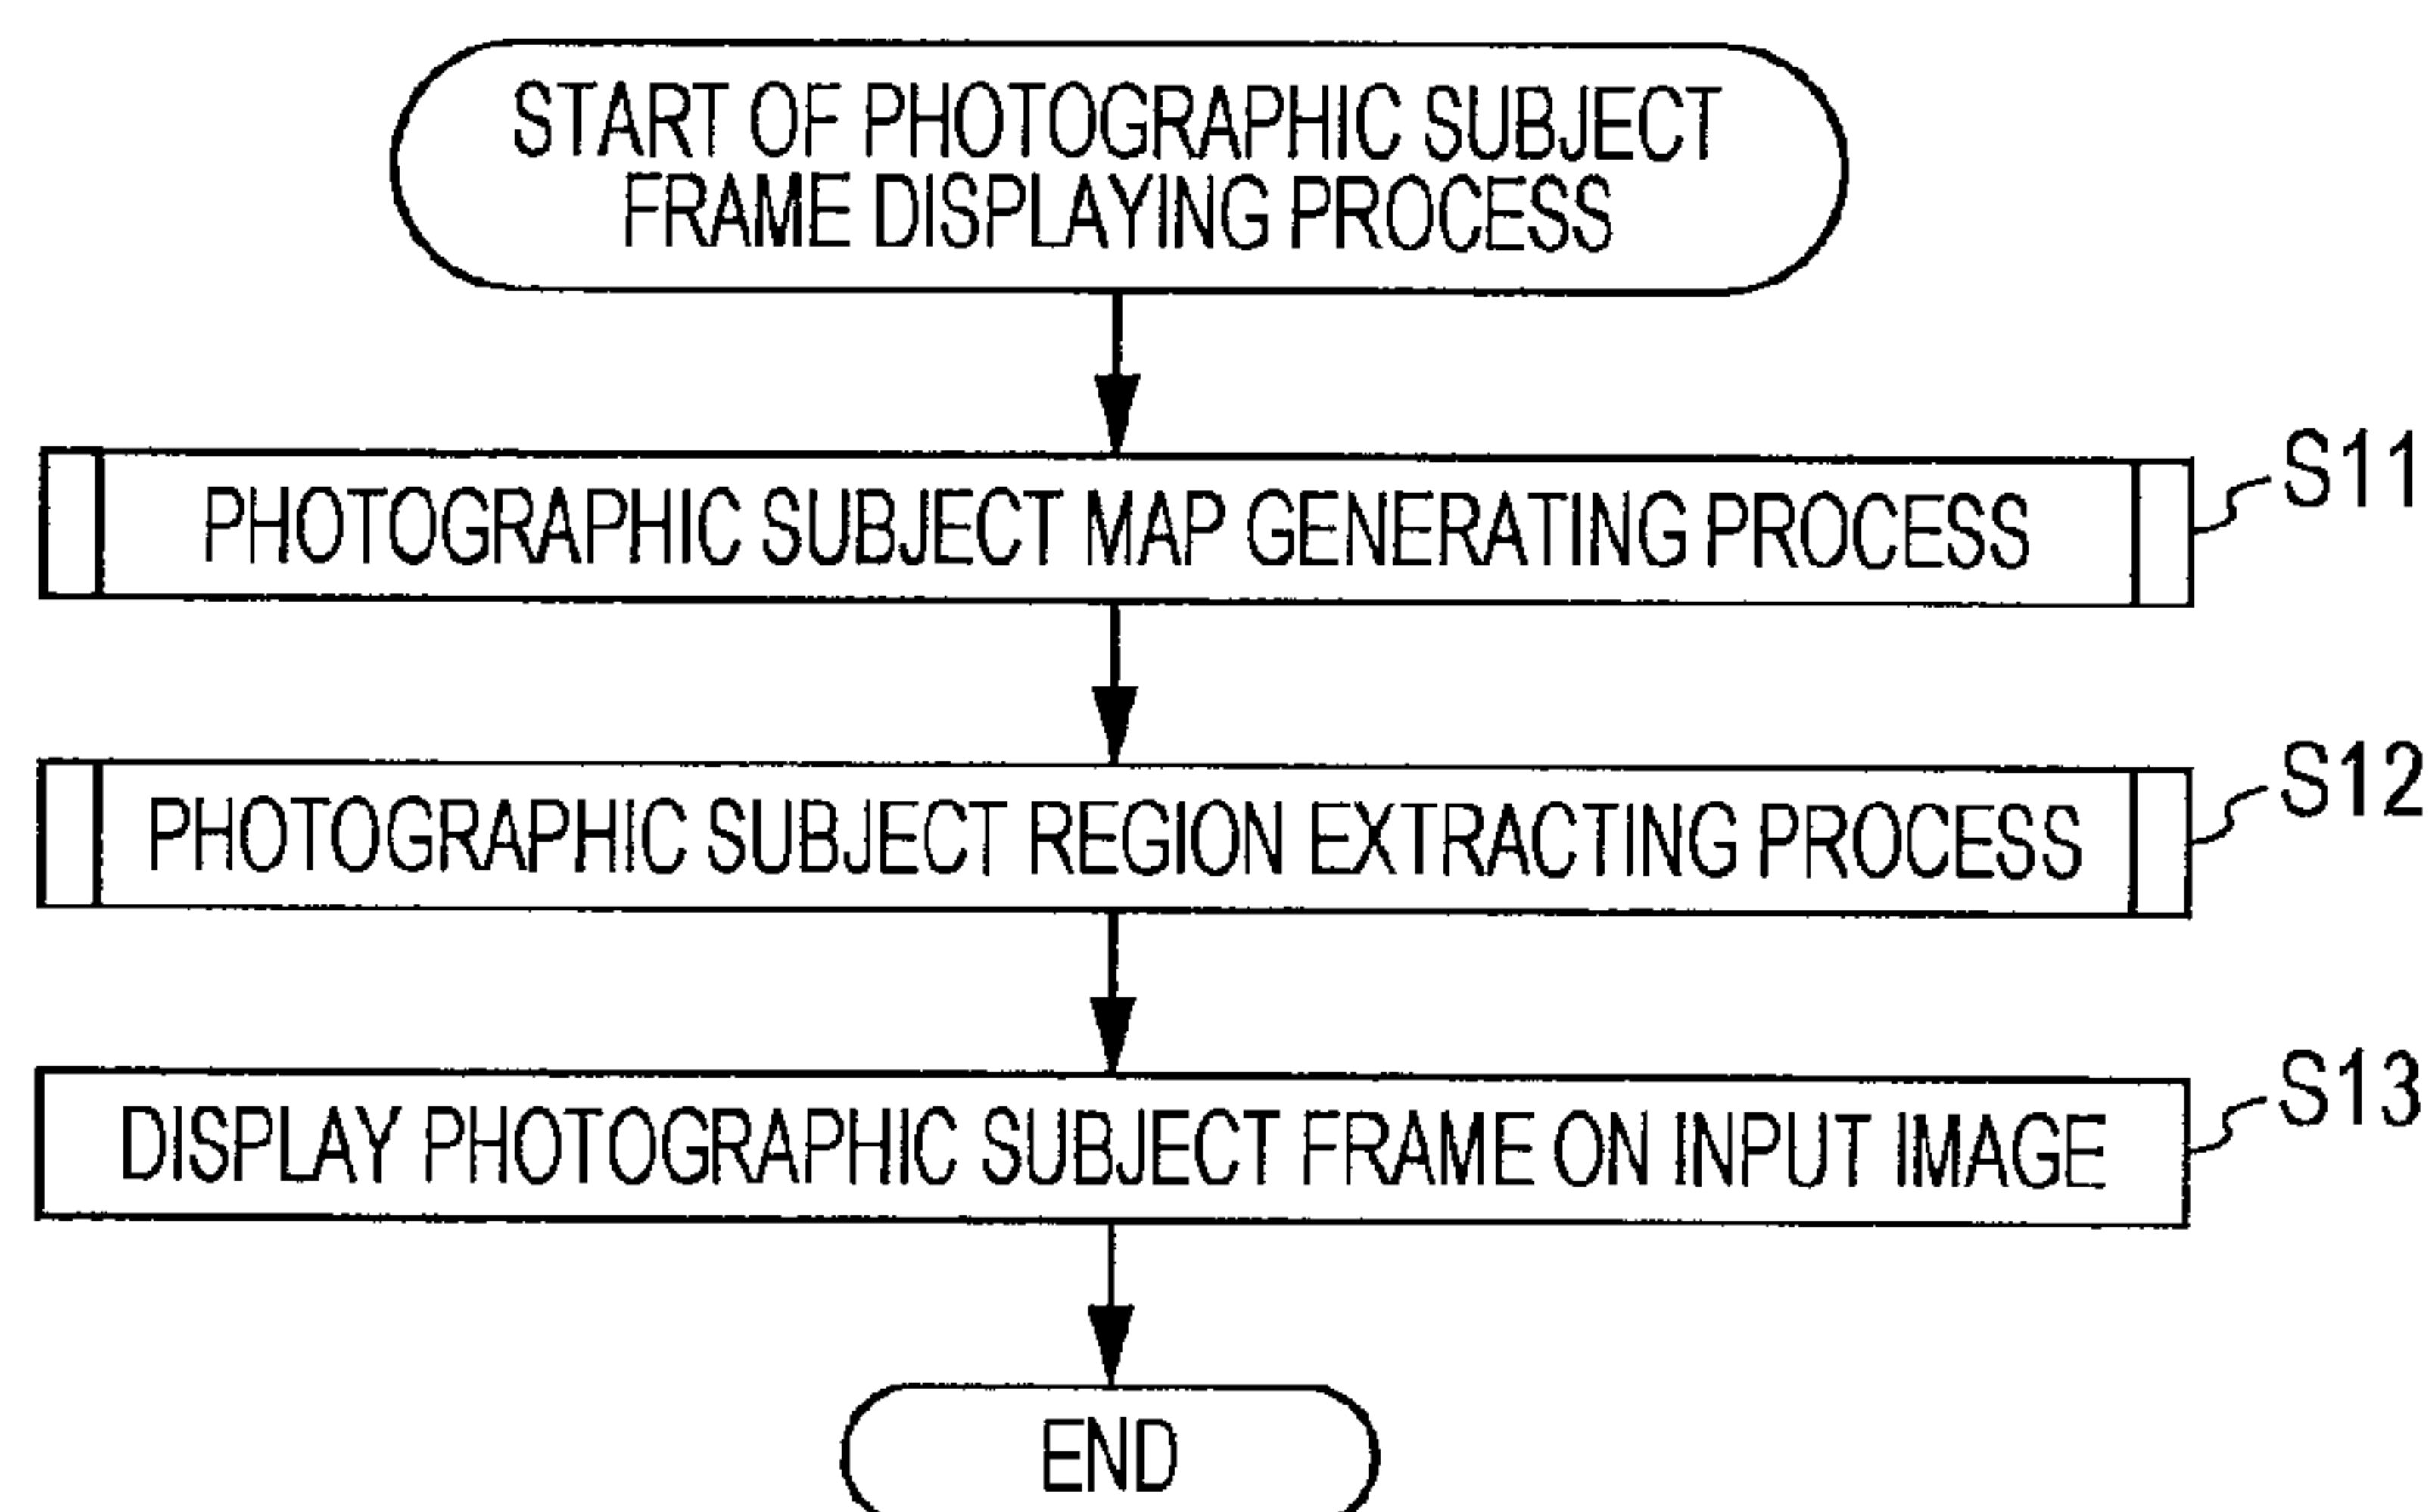 START OF PHOTOGRAPHIC SUBJECT
FRAME DISPLAYING PROCESS
PHOTOGRAPHIC SUBJECT MAP GENERATING PROCESS
S11
PHOTOGRAPHIC SUBJECT REGION EXTRACTING PROCESS
S12
DISPLAY PHOTOGRAPHIC SUBJECT FRAME ON INPUT IMAGE
S13
END